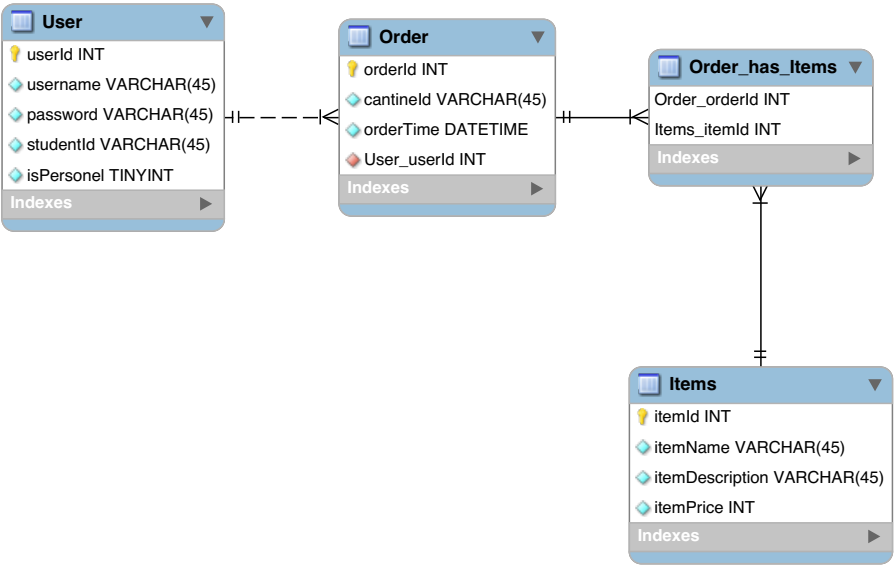 User
userId INT
username VARCHAR(45)
password VARCHAR(45)
studentId VARCHAR(45)
isPersonel TINYINT
Indexes
Order
orderId INT
cantineId VARCHAR(45)
orderTime DATETIME
User_userId INT
Indexes
Order_has_Items
Order_orderId INT
Items_itemId INT
Indexes
Items
itemId INT
itemName VARCHAR(45)
itemDescription VARCHAR(45)
itemPrice INT
Indexes